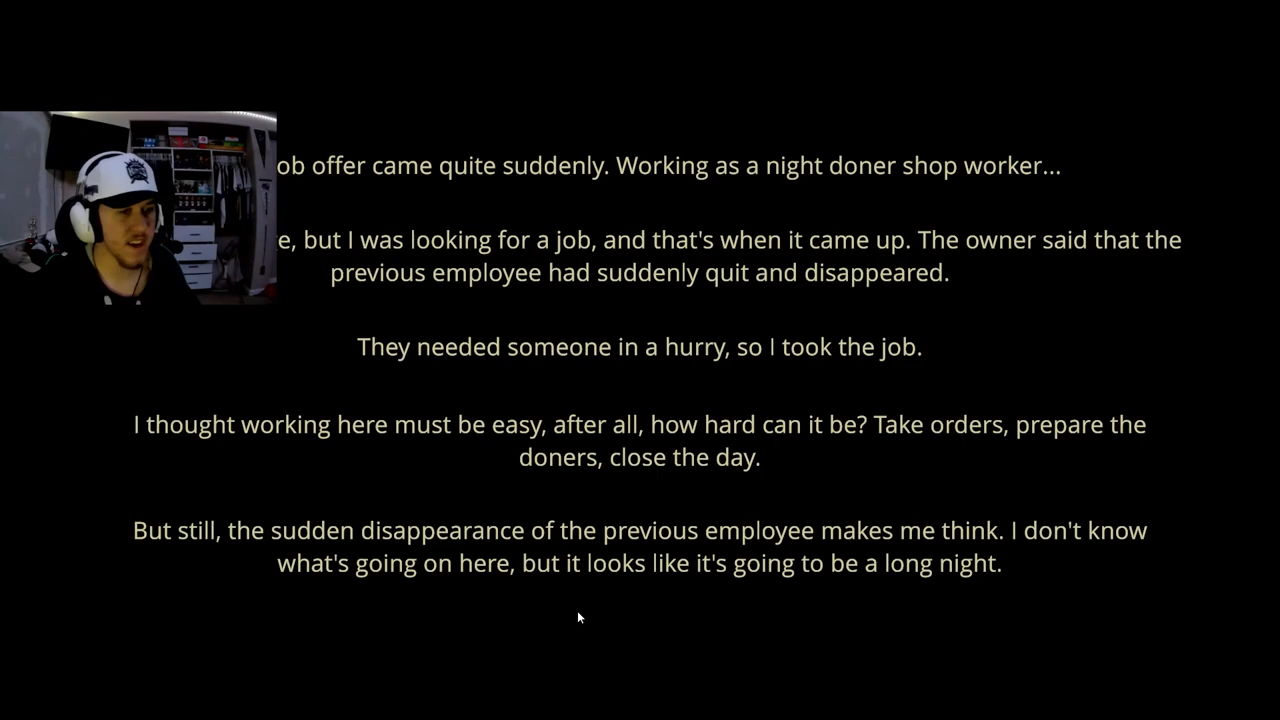 ob offer came quite suddenly. Working as a night doner shop worker...
e, but I was looking for a job, and that's when it came up. The owner said that the
previous employee had suddenly quit and disappeared.
They needed someone in a hurry, so I took the job.
I thought working here must be easy, after all, how hard can it be? Take orders, prepare the
doners, close the day.
But still, the sudden disappearance of the previous employee makes me think. I don't know
what's going on here, but it looks like it's going to be a long night.